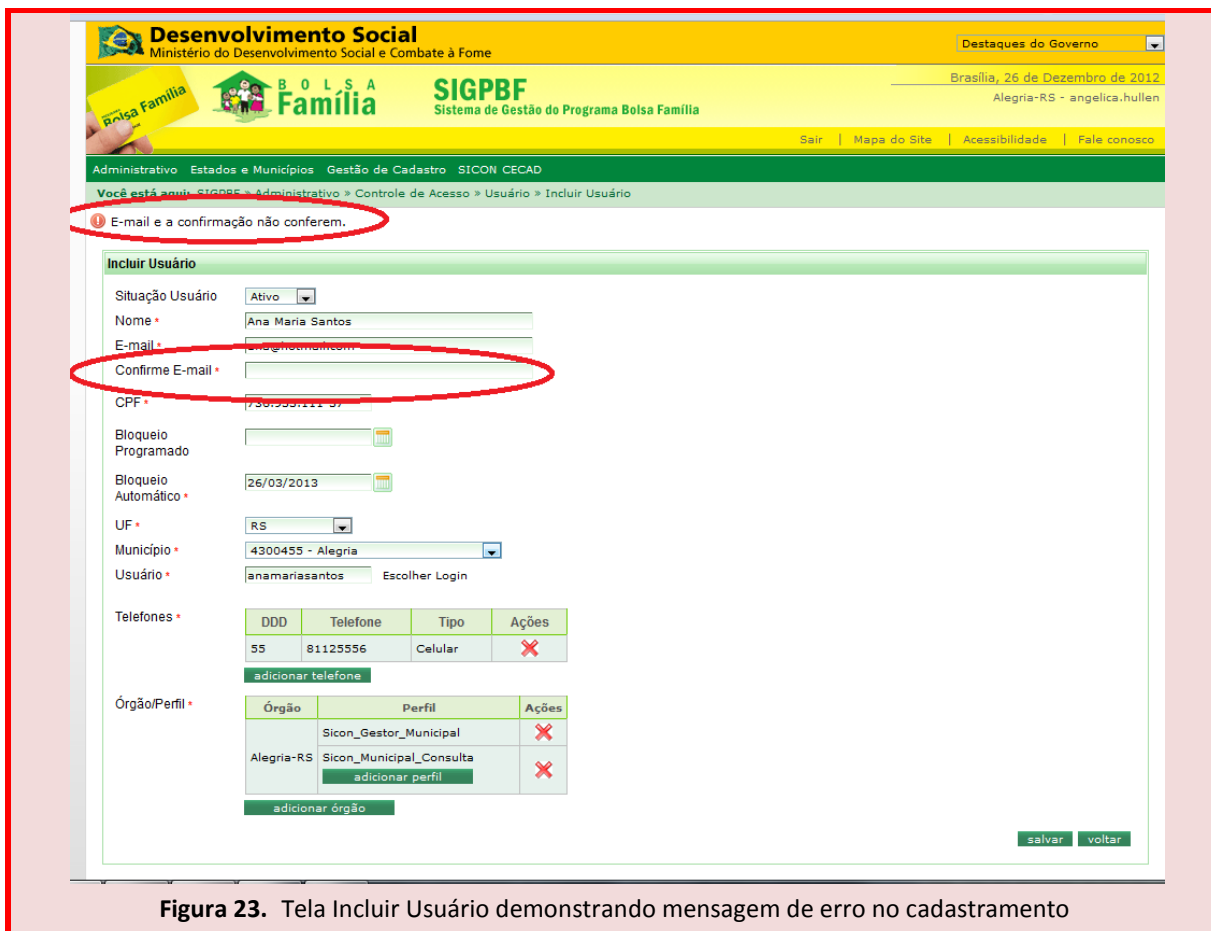 Desenvolvimento Social
Ministério do Desenvolvimento Social e Combate à Fome
Destaques do Governo
Bolsa Família
BOLSA
Família
SIGPBF
Sistema de Gestão do Programa Bolsa Família
Brasília, 26 de Dezembro de 2012
Alegria-RS - angelica.hullen
Sair | Mapa do Site | Acessibilidade | Fale conosco
Administrativo Estados e Municípios Gestão de Cadastro SICON CECAD
Você está aqui: SIGPBF » Administrativo » Controle de Acesso » Usuário » Incluir Usuário
E-mail e a confirmação não conferem.
Incluir Usuário
Situação Usuário Ativo
Nome * Ana Maria Santos
E-mail *
Confirme E-mail *
CPF *
Bloqueio
Programado
Bloqueio
Automático * 26/03/2013
UF * RS
Município * 4300455 - Alegria
Usuário * anamariasantos Escolher Login
Telefones *
DDD Telefone Tipo Ações
55 81125556 Celular
adicionar telefone
Órgão/Perfil *
Órgão Perfil Ações
Sicon_Gestor_Municipal
Alegria-RS Sicon_Municipal_Consulta
adicionar perfil
adicionar órgão
salvar voltar
Figura 23. Tela Incluir Usuário demonstrando mensagem de erro no cadastramento